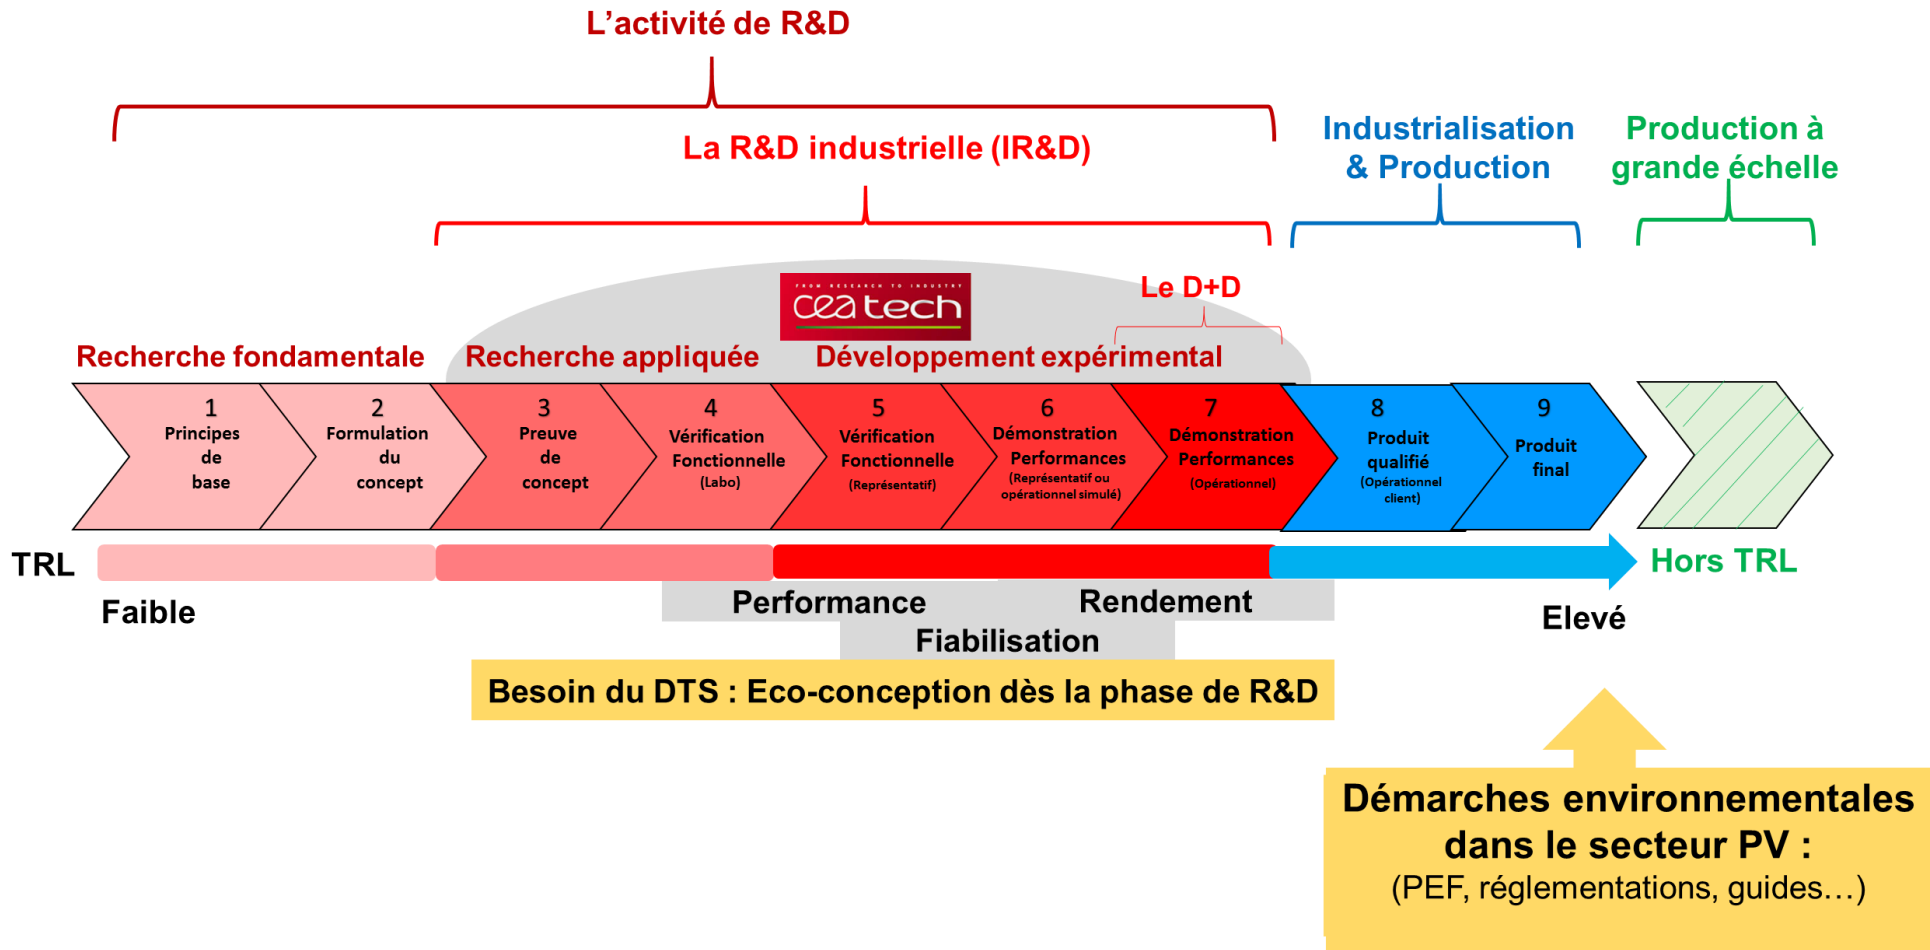 L'activité de R&D
La R&D industrielle (IR&D)
Industrialisation
& Production
Production à
grande échelle
FROM RESEARCH TO INDUSTRY
cea tech
Le D+D
Recherche fondamentale
Recherche appliquée
Développement expérimental
1
Principes
de
base
2
Formulation
du
concept
3
Preuve
de
concept
4
Vérification
Fonctionnelle
(Labo)
5
Vérification
Fonctionnelle
(Représentatif)
6
Démonstration
Performances
(Représentatif ou
opérationnel simulé)
7
Démonstration
Performances
(Opérationnel)
8
Produit
qualifié
(Opérationnel
client)
9
Produit
final
TRL
Hors TRL
Faible
Performance
Rendement
Elevé
Fiabilisation
Besoin du DTS : Eco-conception dès la phase de R&D
Démarches environnementales
dans le secteur PV :
(PEF, réglementations, guides…)